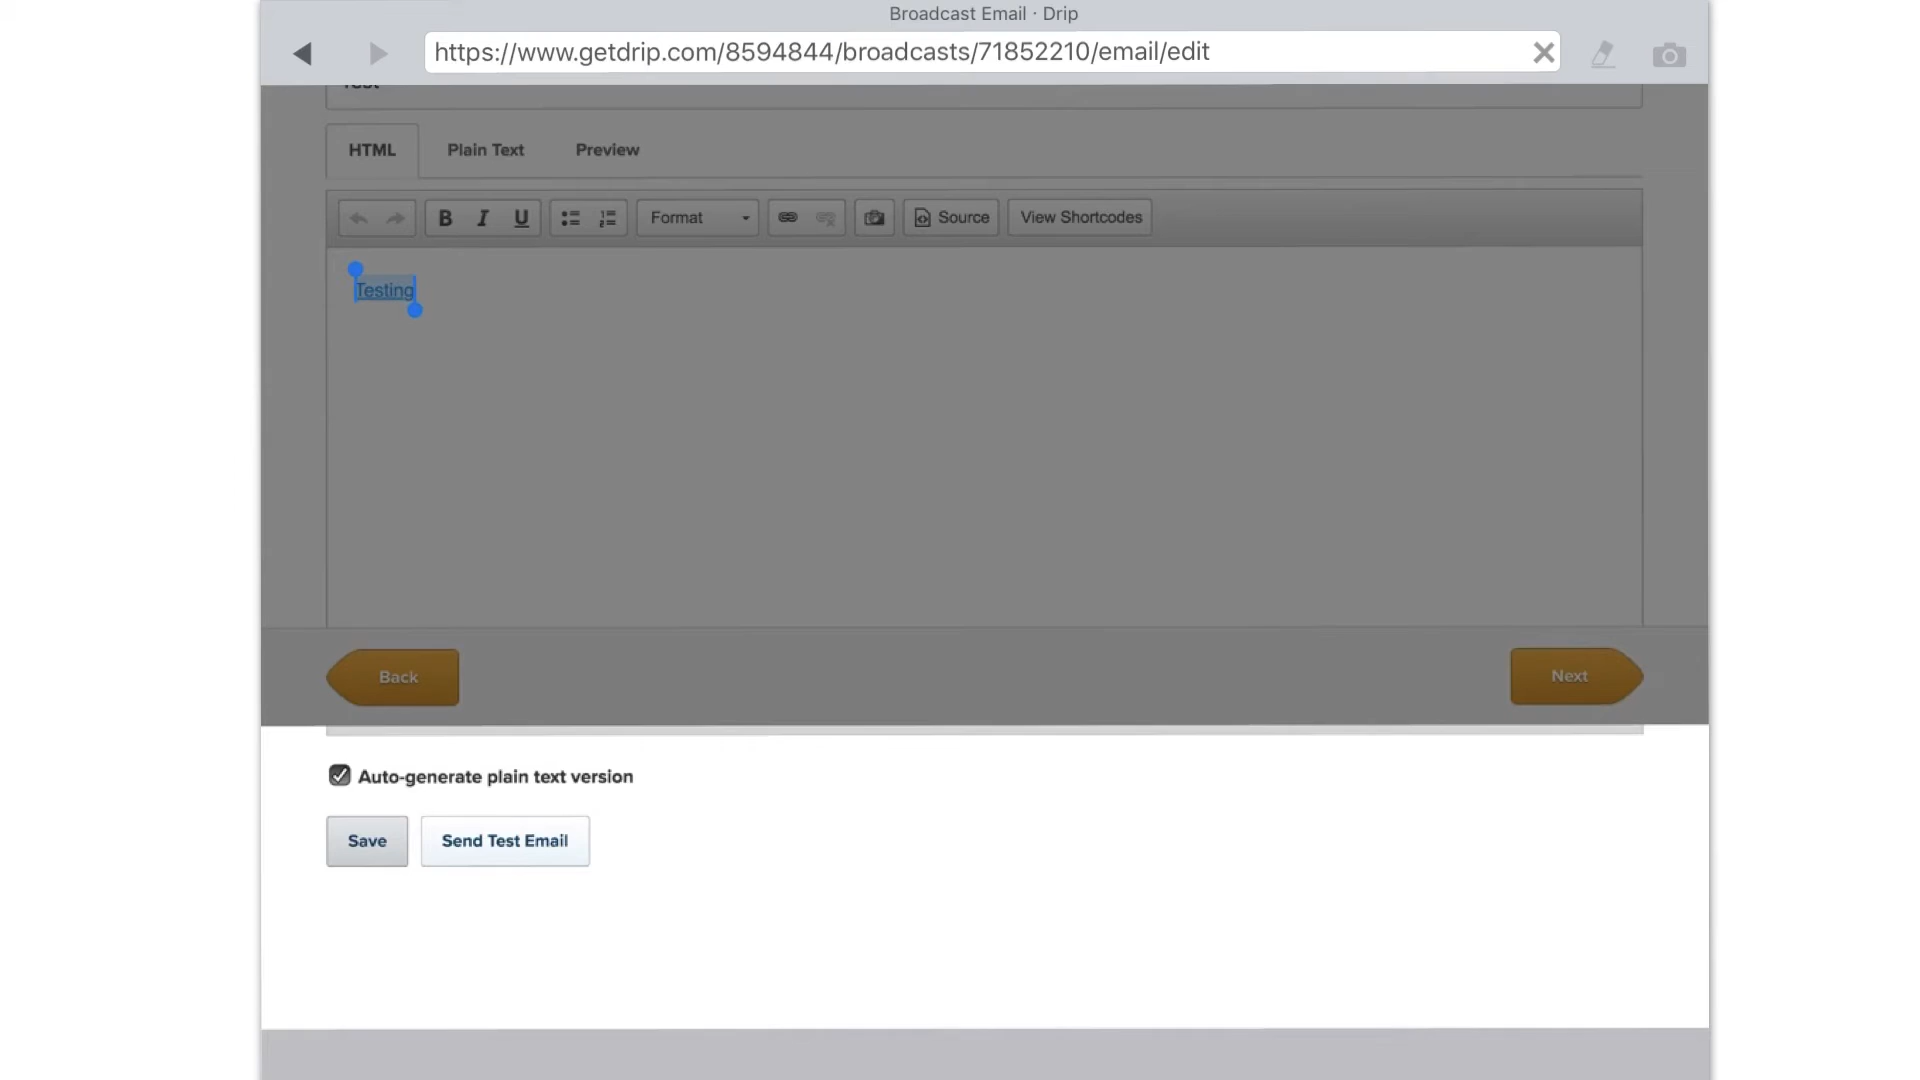 Broadcast Email · Drip
https://www.getdrip.com/8594844/broadcasts/71852210/email/edit
HTML Plain Text Preview
B I U Format Source View Shortcodes
Testing
Back Next
Auto-generate plain text version
Save Send Test Email